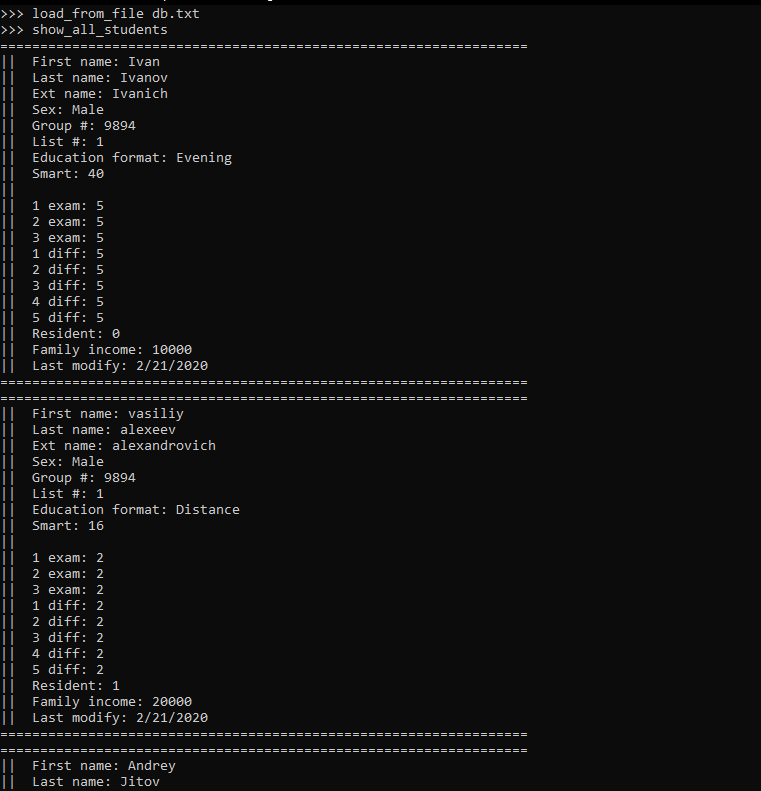 >>> load_from_file db.txt
>>> show_all_students
==================================================================
||  First name: Ivan
||  Last name: Ivanov
||  Ext name: Ivanich
||  Sex: Male
||  Group #: 9894
||  List #: 1
||  Education format: Evening
||  Smart: 40
||
||  1 exam: 5
||  2 exam: 5
||  3 exam: 5
||  1 diff: 5
||  2 diff: 5
||  3 diff: 5
||  4 diff: 5
||  5 diff: 5
||  Resident: 0
||  Family income: 10000
||  Last modify: 2/21/2020
==================================================================
==================================================================
||  First name: vasiliy
||  Last name: alexeev
||  Ext name: alexandrovich
||  Sex: Male
||  Group #: 9894
||  List #: 1
||  Education format: Distance
||  Smart: 16
||
||  1 exam: 2
||  2 exam: 2
||  3 exam: 2
||  1 diff: 2
||  2 diff: 2
||  3 diff: 2
||  4 diff: 2
||  5 diff: 2
||  Resident: 1
||  Family income: 20000
||  Last modify: 2/21/2020
==================================================================
==================================================================
||  First name: Andrey
||  Last name: Jitov